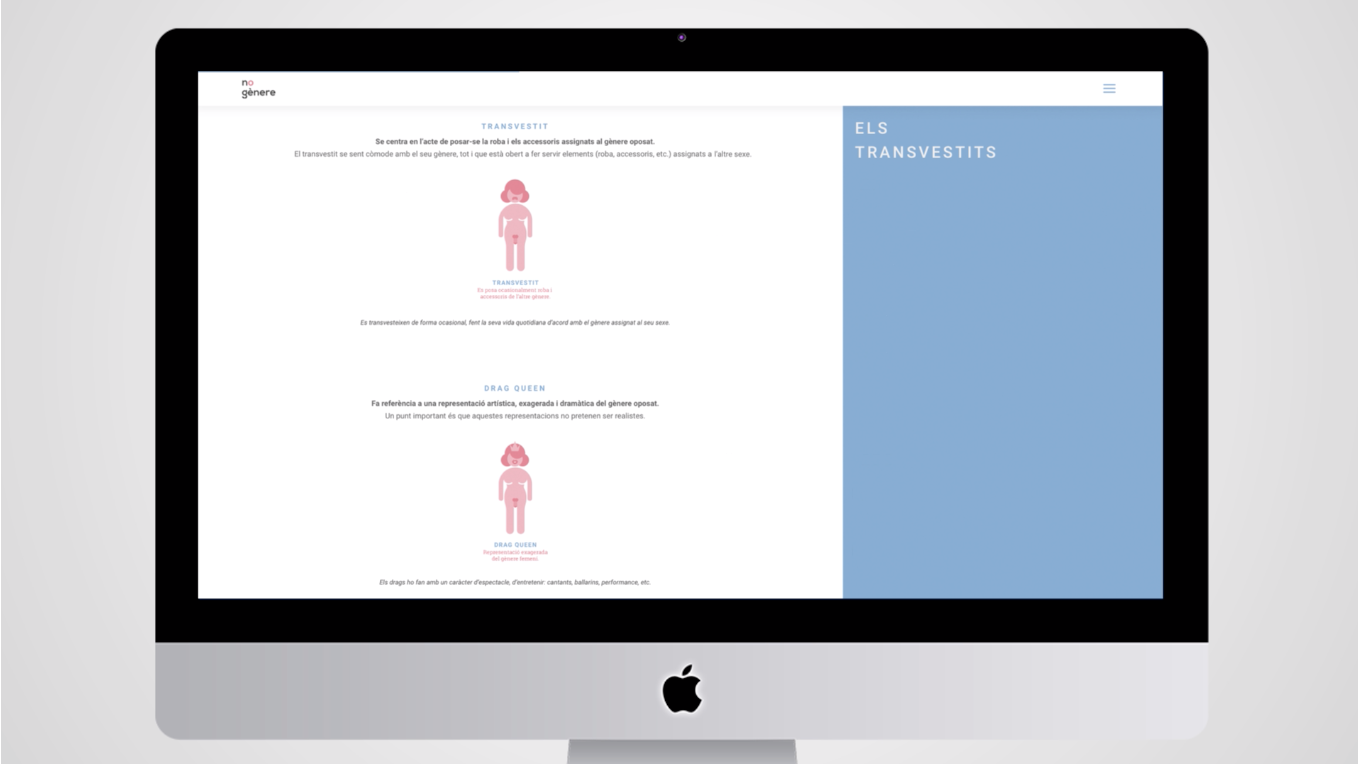 no
gènere
TRANSVESTIT
Se centra en l'acte de posar-se la roba i els accessoris assignats al gènere oposat.
El transvestit se sent còmode amb el seu gènere, tot i que està obert a fer servir elements (roba, accessoris, etc.) assignats a l'altre sexe.
TRANSVESTIT
Es posa ocasionalment roba i
accessoris de l'altre gènere.
Es transvesteixen de forma ocasional, fent la seva vida quotidiana d'acord amb el gènere assignat al seu sexe.
DRAG QUEEN
Fa referència a una representació artística, exagerada i dramàtica del gènere oposat.
Un punt important és que aquestes representacions no pretenen ser realistes.
DRAG QUEEN
Representació exagerada
del gènere femení.
Els drags ho fan amb un caràcter d'espectacle, d'entretenir: cantants, ballarins, performance, etc.
ELS
TRANSVESTITS